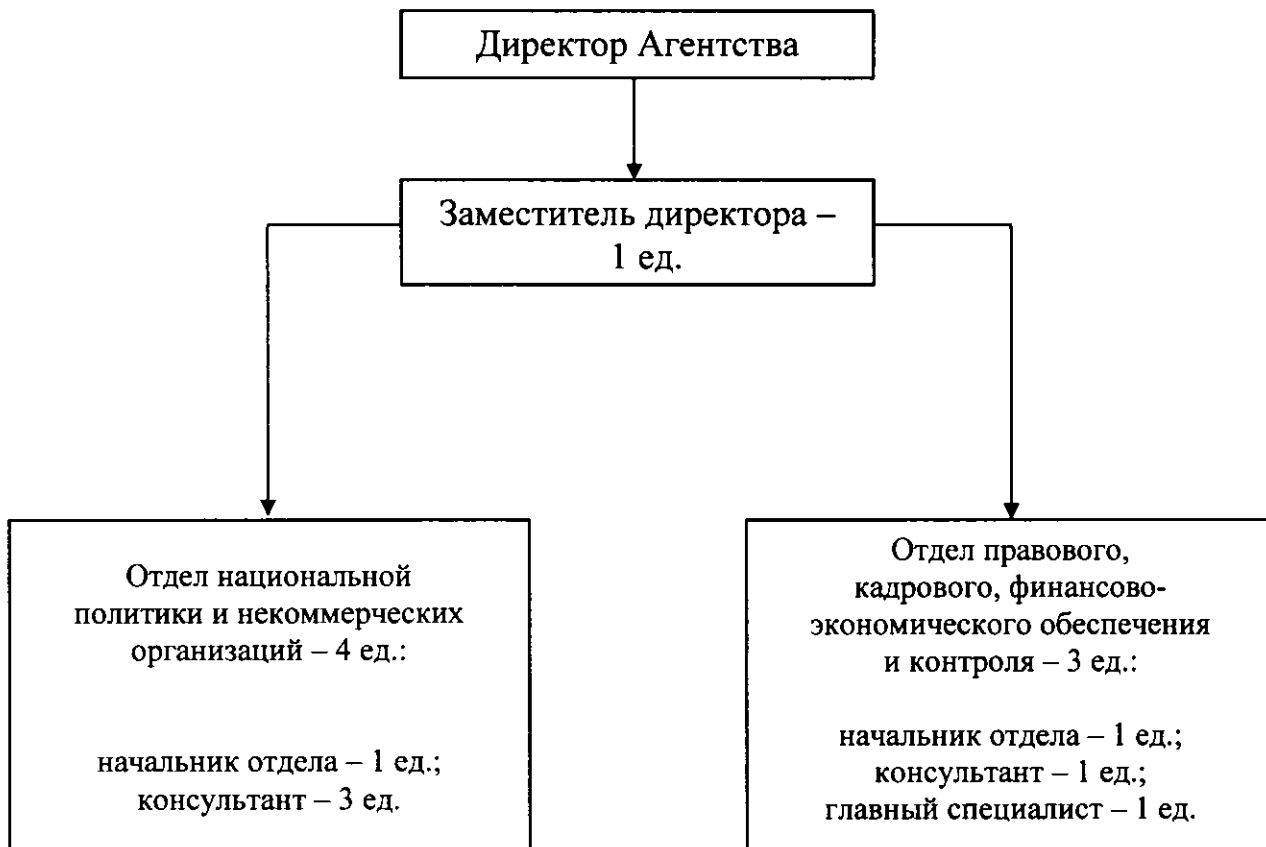 Директор Агентства
Заместитель директора –
1 ед.
Отдел национальной
политики и некоммерческих
организаций – 4 ед.:
начальник отдела – 1 ед.;
консультант – 3 ед.
Отдел правового,
кадрового, финансово-
экономического обеспечения
и контроля – 3 ед.:
начальник отдела – 1 ед.;
консультант – 1 ед.;
главный специалист – 1 ед.